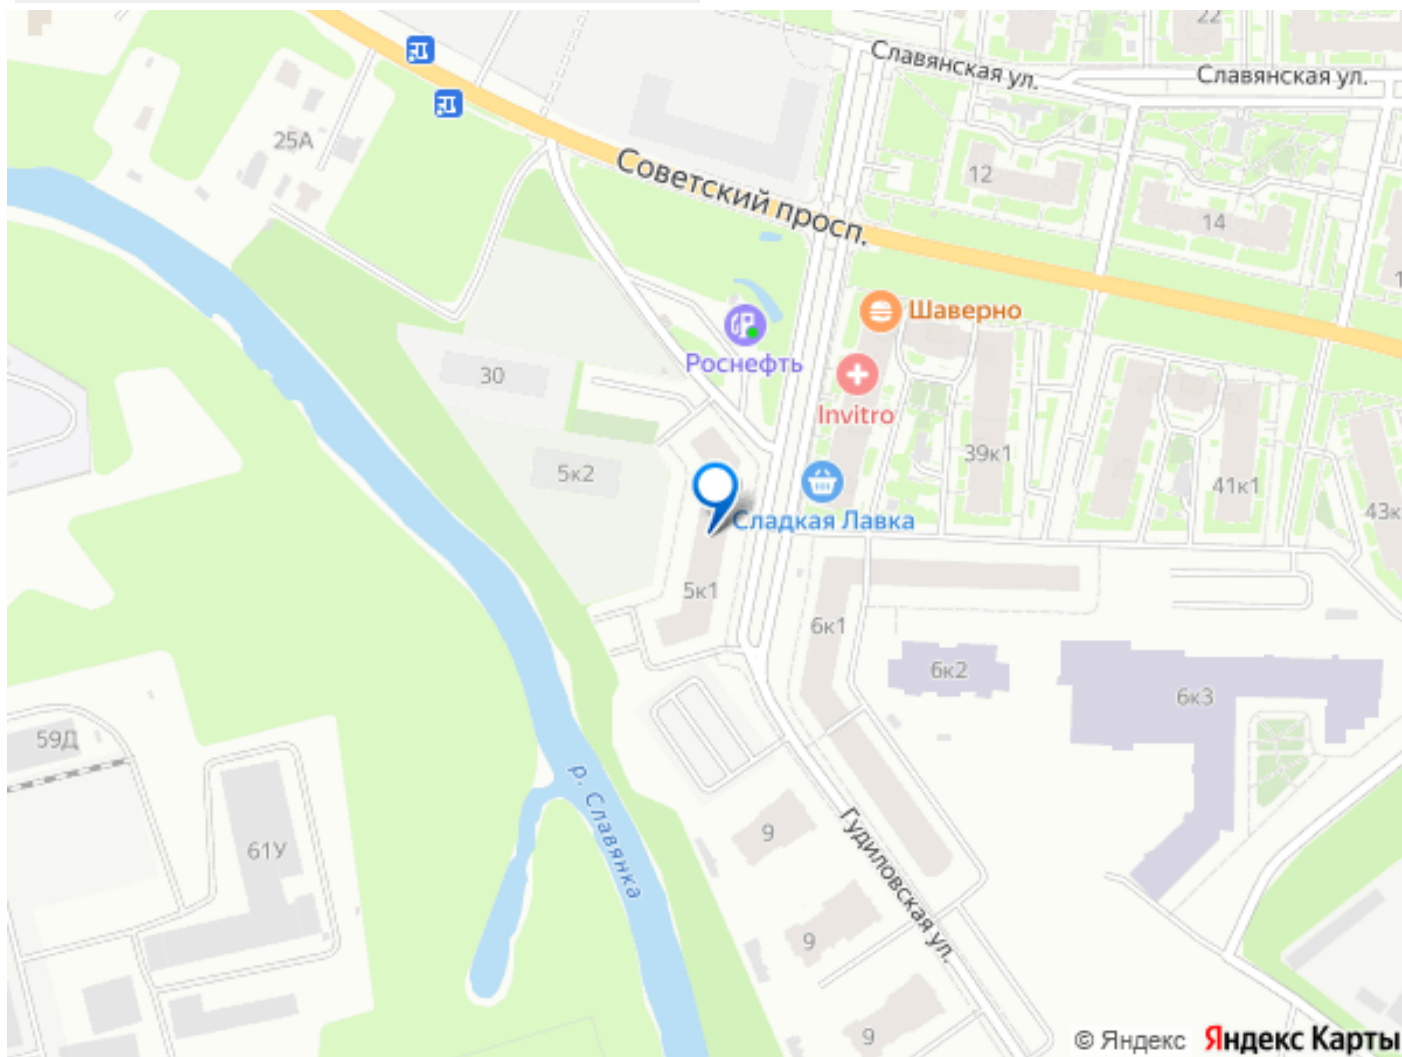 22
Славянская ул.
Славянская ул.
25А
Советский просп.
12
14
1
Шаверно
Роснефть
30
Invitro
39к1
5к2
41к1
43к
Сладкая Лавка
5к1
6к1
6к2
6к3
59Д
р. Славянка
61У
9
Гудиловская ул.
9
9
© Яндекс Яндекс Карты